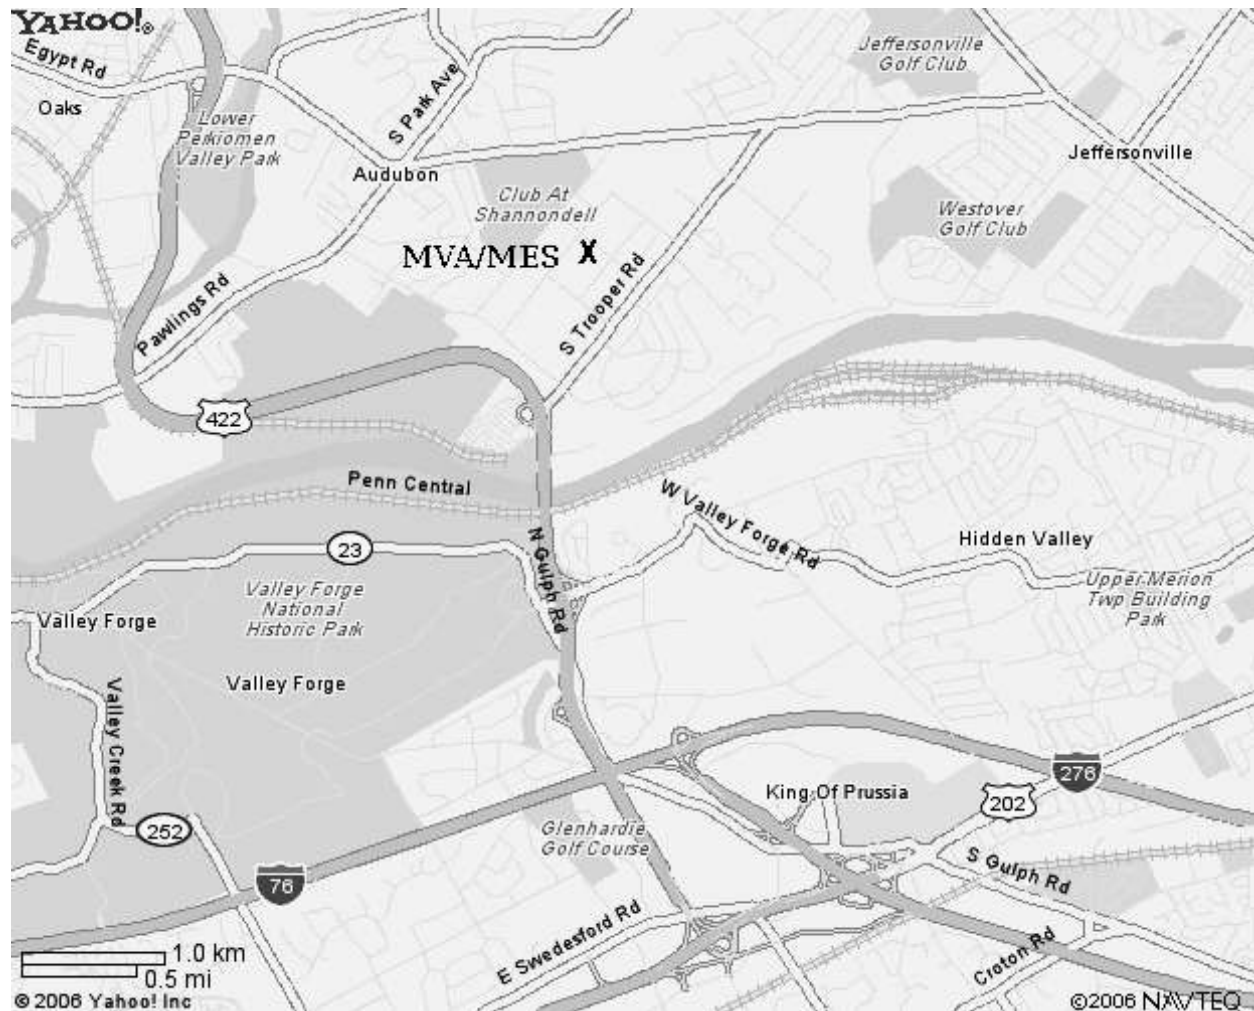 YAHOO!®
Egypt Rd
Oaks
Lower
Perkiomen
Valley Park
S Park Ave
Jeffersonville
Golf Club
Jeffersonville
Audubon
Club At
Shannondell
Westover
Golf Club
MVA/MES X
S Trooper Rd
Pawlings Rd
422
Penn Central
W Valley Forge Rd
23
N Gulph Rd
Hidden Valley
Valley Forge
National
Historic Park
Upper Merion
Twp Building
Park
Valley Forge
Valley Forge
Valley Creek Rd
276
King Of Prussia
202
252
Glenhardie
Golf Course
S Gulph Rd
76
E Swedesford Rd
Croton Rd
1.0 km
0.5 mi
© 2006 Yahoo! Inc
©2006 NAVTEQ